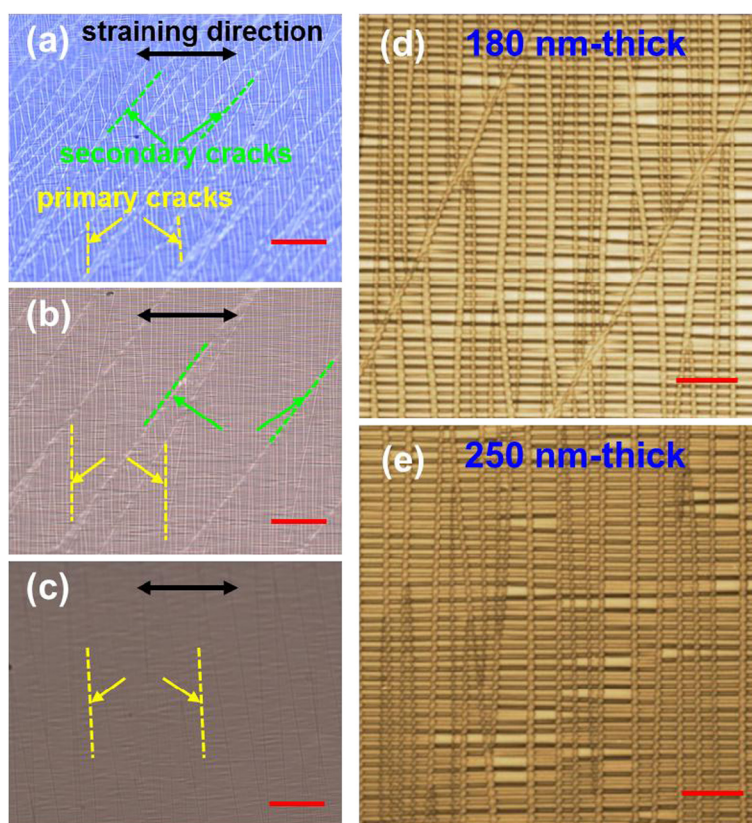 (a)
straining direction
secondary cracks
primary cracks
(b)
(c)
(d)
180 nm-thick
(e)
250 nm-thick